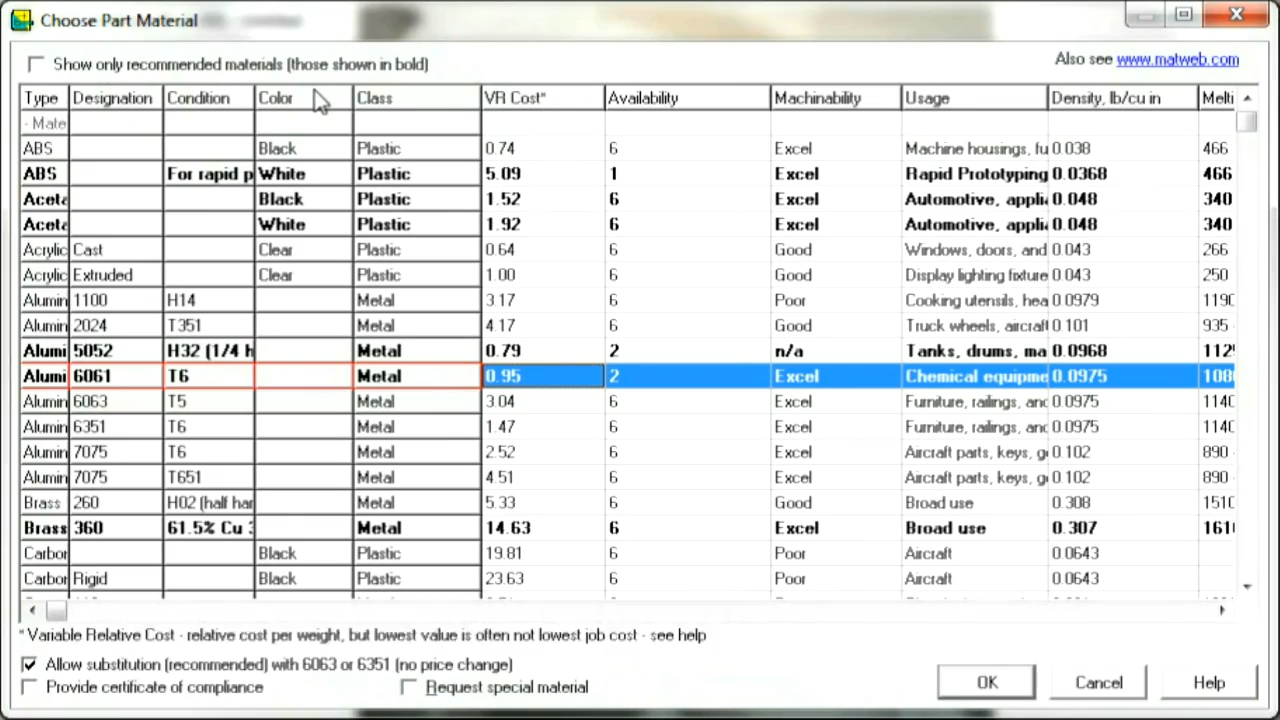 Choose Part Material
Show only recommended materials (those shown in bold)
Also see www.matweb.com
Type Designation Condition Color Class VR Cost* Availability Machinability Usage Density, lb/cu in Melti
- Mate
ABS Black Plastic 0.74 6 Excel Machine housings, fu 0.038 466
ABS For rapid p White Plastic 5.09 1 Excel Rapid Prototyping 0.0368 466
Aceta Black Plastic 1.52 6 Excel Automotive, appli 0.048 340
Aceta White Plastic 1.92 6 Excel Automotive, appli 0.048 340
Acrylic Cast Clear Plastic 0.64 6 Good Windows, doors, and 0.043 266
Acrylic Extruded Clear Plastic 1.00 6 Good Display lighting fixture 0.043 250
Alumin 1100 H14 Metal 3.17 6 Poor Cooking utensils, hea 0.0979 1190
Alumin 2024 T351 Metal 4.17 6 Good Truck wheels, aircraft 0.101 935 -
Alumi 5052 H32 (1/4 h Metal 0.79 2 n/a Tanks, drums, ma 0.0968 112
Alumi 6061 T6 Metal 0.95 2 Excel Chemical equipme 0.0975 108
Alumin 6063 T5 Metal 3.04 6 Excel Furniture, railings, and 0.0975 1140
Alumin 6351 T6 Metal 1.47 6 Excel Furniture, railings, and 0.0975 1140
Alumin 7075 T6 Metal 2.52 6 Excel Aircraft parts, keys, g 0.102 890 -
Alumin 7075 T651 Metal 4.51 6 Excel Aircraft parts, keys, g 0.102 890 -
Brass 260 H02 (half har Metal 5.33 6 Good Broad use 0.308 1510
Brass 360 61.5% Cu Metal 14.63 6 Excel Broad use 0.307 161
Carbor Black Plastic 19.81 6 Poor Aircraft 0.0643
Carbor Rigid Black Plastic 23.63 6 Poor Aircraft 0.0643
* Variable Relative Cost - relative cost per weight, but lowest value is often not lowest job cost - see help
Allow substitution (recommended) with 6063 or 6351 (no price change)
Provide certificate of compliance Request special material
OK Cancel Help